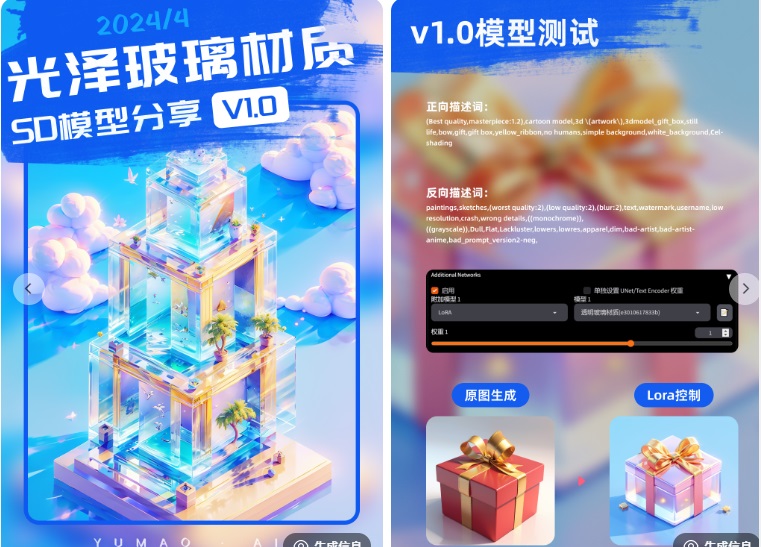 2024/4
光泽玻璃材质
SD模型分享 V1.0
YUMAO · AI
生成信息
v1.0模型测试
正向描述词：
(Best quality,masterpiece:1.2),cartoon model,3d \(artwork\),3dmodel_gift_box,still
life,bow,gift,gift box,yellow_ribbon,no humans,simple background,white_background,Cel-
shading
反向描述词：
paintings,sketches,(worst quality:2),(low quality:2),(blur:2),text,watermark,username,low
resolution,crash,wrong details,((monochrome)),
((grayscale)),Dull,Flat,Lackluster,lowers,lowres,apparel,dim,bad-artist,bad-artist-
anime,bad_prompt_version2-neg,
Additional Networks
启用
单独设置 UNet/Text Encoder 权重
附加模型 1
模型 1
LoRA
透明玻璃材质
权重 1
1
原图生成
Lora控制
生成信息